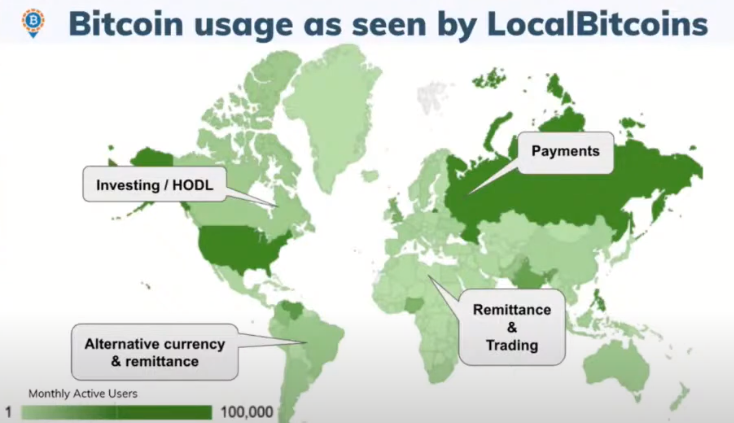 Bitcoin usage as seen by LocalBitcoins
Payments
Investing / HODL
Remittance
&
Trading
Alternative currency
& remittance
Monthly Active Users
1
100,000